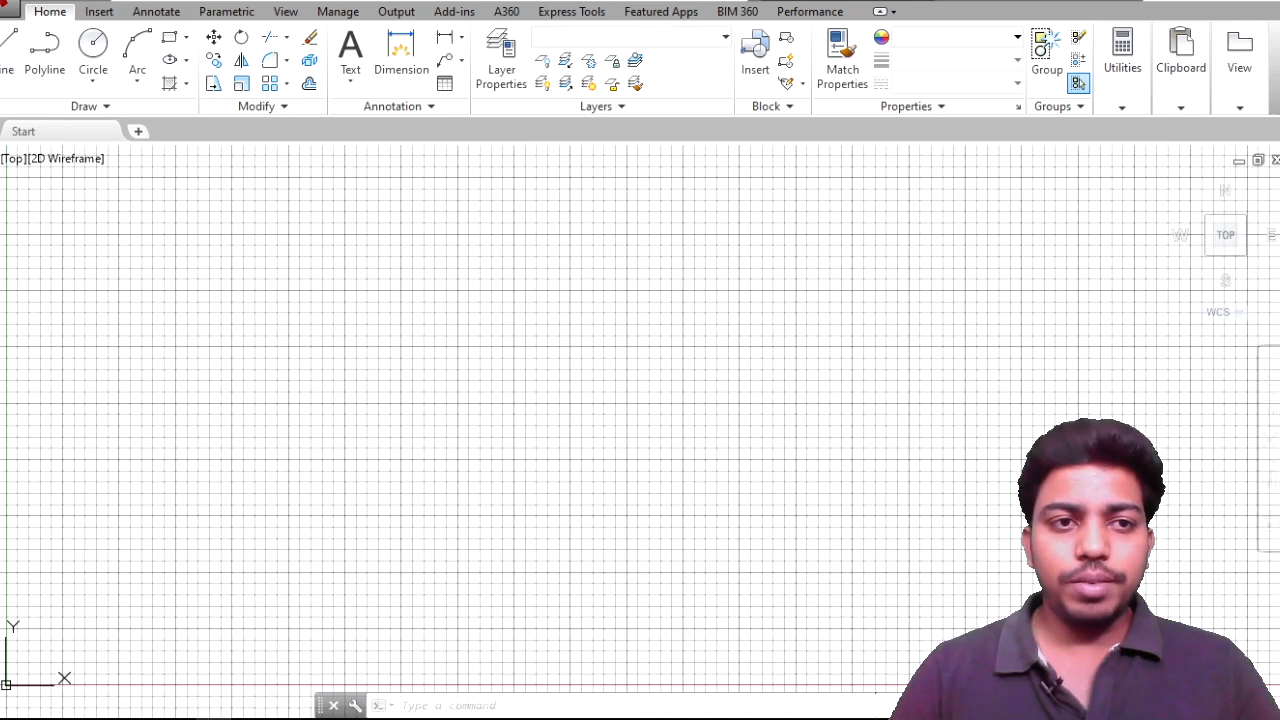 Home Insert Annotate Parametric View Manage Output Add-ins A360 Express Tools Featured Apps BIM 360 Performance
Polyline Circle Arc Text Dimension Layer Properties Insert Match Properties Group Utilities Clipboard View
Draw Modify Annotation Layers Block Properties Groups
Start
[Top][2D Wireframe]
N
W TOP E
S
WCS
Y
X
Type a command